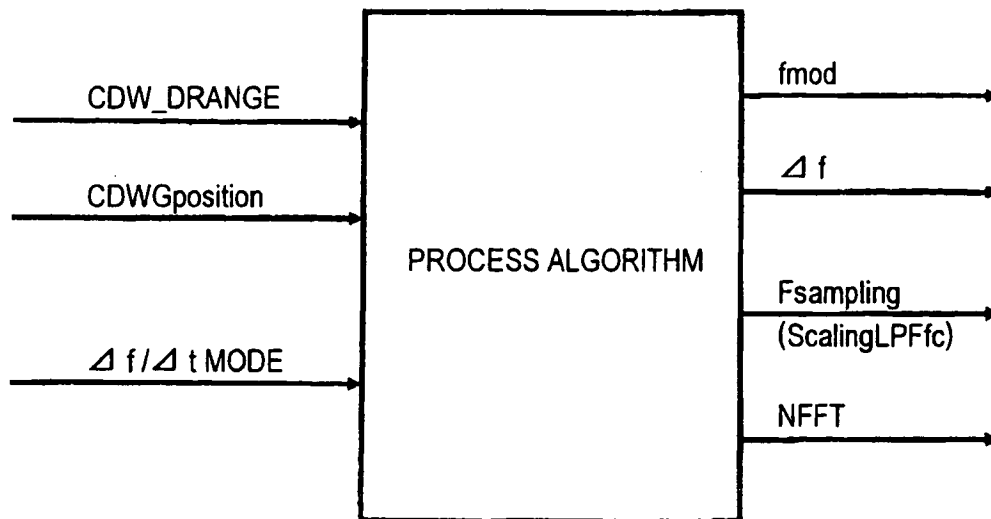 CDW_DRANGE
CDWGposition
⊿f/⊿t MODE
PROCESS ALGORITHM
fmod
⊿f
Fsampling
(ScalingLPFfc)
NFFT